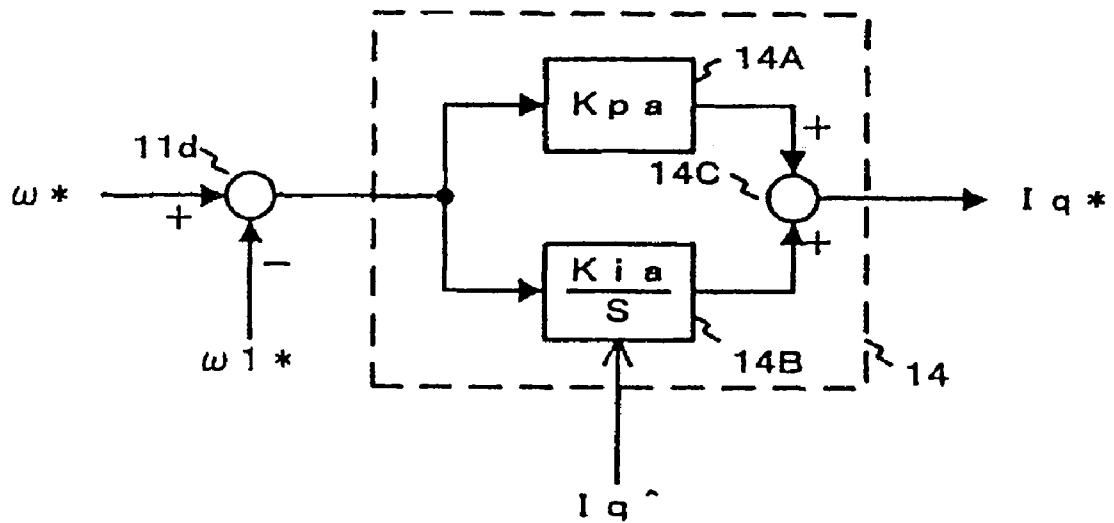 14A
Kpa
11d
+
14C
ω*
+
Iq*
−
+
Kia
S
ω1*
14B
14
Iq^